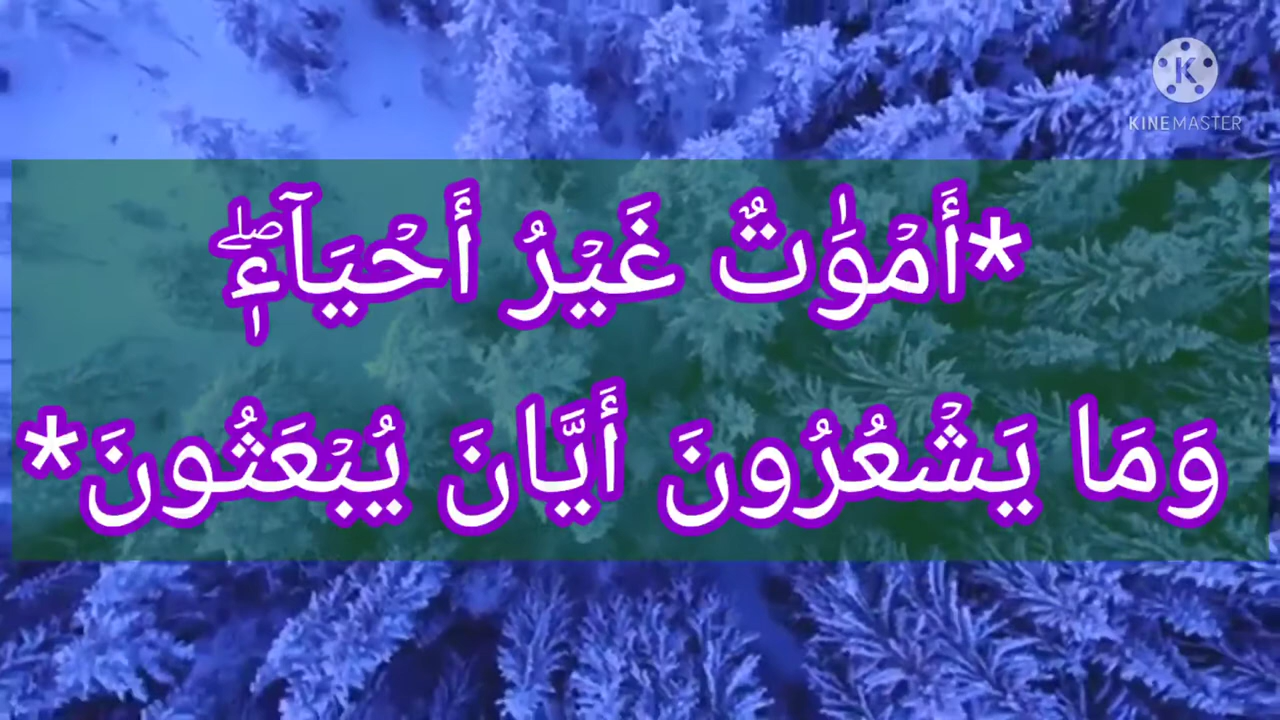 KINEMASTER
*أَمْوَٰتٌ غَيْرُ أَحْيَآءٍۢ ۖ
وَمَا يَشْعُرُونَ أَيَّانَ يُبْعَثُونَ*